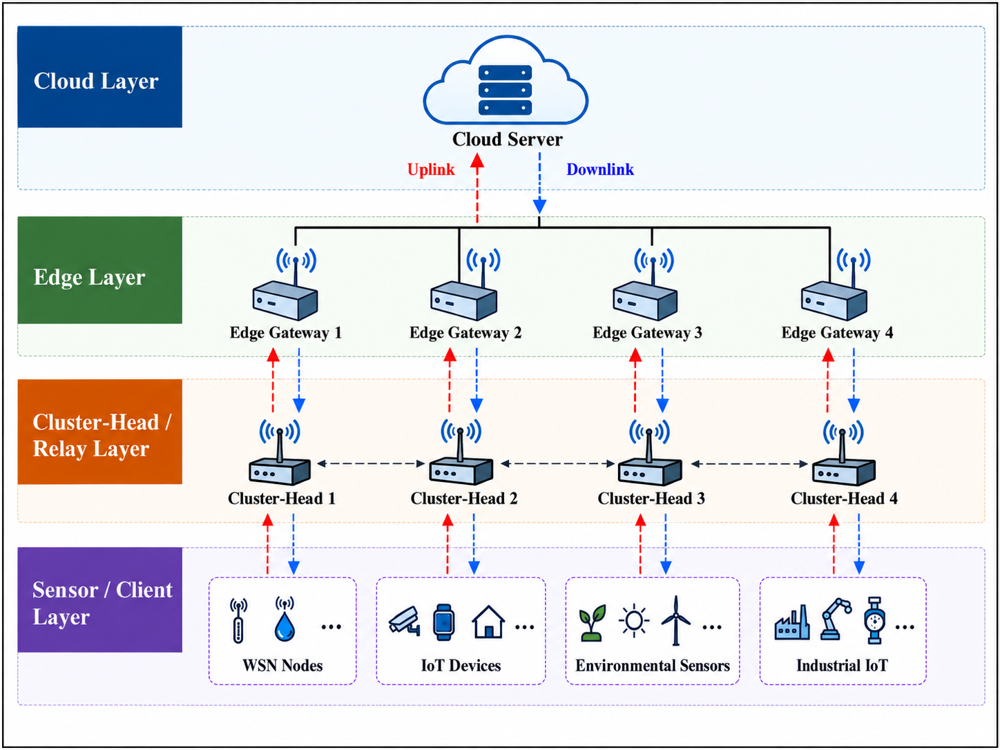 Cloud Layer
Cloud Server
Uplink
Downlink
Edge Layer
Edge Gateway 1
Edge Gateway 2
Edge Gateway 3
Edge Gateway 4
Cluster-Head /
Relay Layer
Cluster-Head 1
Cluster-Head 2
Cluster-Head 3
Cluster-Head 4
Sensor / Client
Layer
...
...
...
...
WSN Nodes
IoT Devices
Environmental Sensors
Industrial IoT